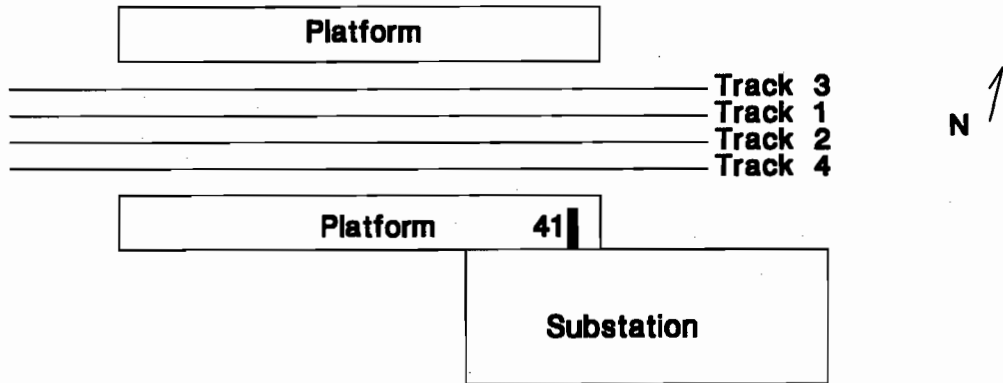 Platform
Track 3
Track 1
N
Track 2
Track 4
Platform 41
Substation